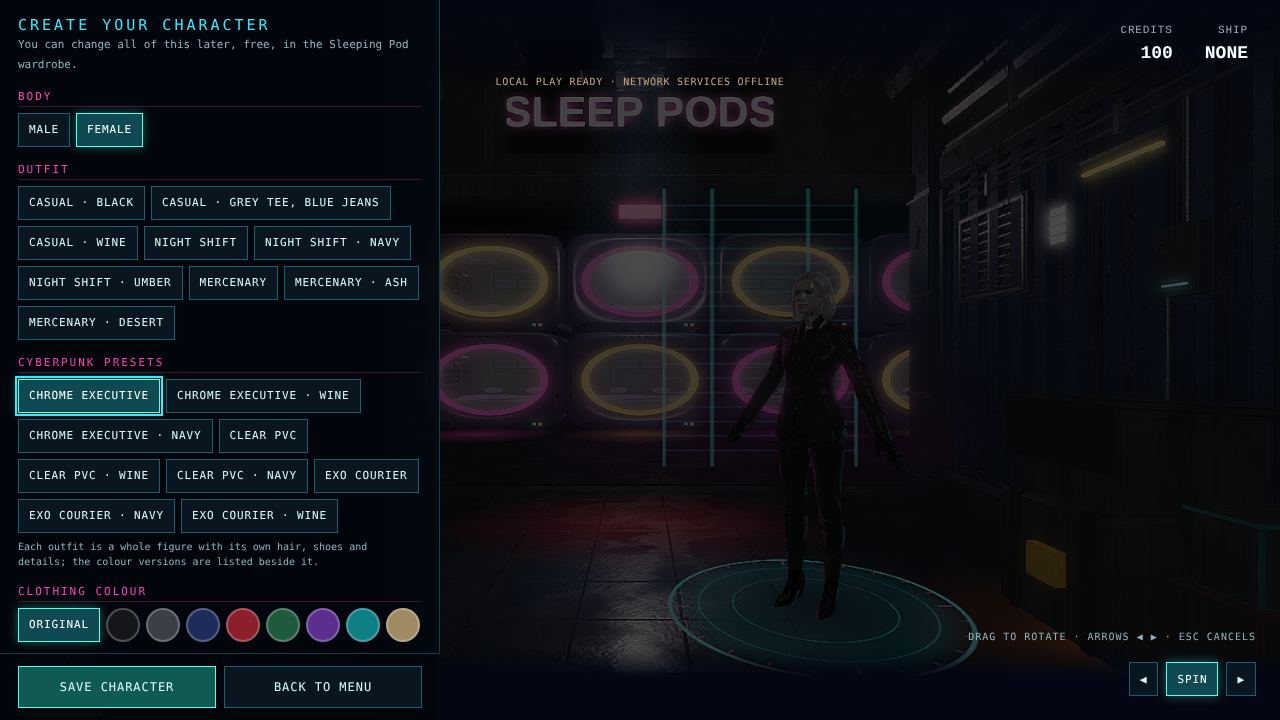 CREATE YOUR CHARACTER
You can change all of this later, free, in the Sleeping Pod
wardrobe.
BODY
MALE
FEMALE
OUTFIT
CASUAL · BLACK
CASUAL · GREY TEE, BLUE JEANS
CASUAL · WINE
NIGHT SHIFT
NIGHT SHIFT · NAVY
NIGHT SHIFT · UMBER
MERCENARY
MERCENARY · ASH
MERCENARY · DESERT
CYBERPUNK PRESETS
CHROME EXECUTIVE
CHROME EXECUTIVE · WINE
CHROME EXECUTIVE · NAVY
CLEAR PVC
CLEAR PVC · WINE
CLEAR PVC · NAVY
EXO COURIER
EXO COURIER · NAVY
EXO COURIER · WINE
Each outfit is a whole figure with its own hair, shoes and
details; the colour versions are listed beside it.
CLOTHING COLOUR
ORIGINAL
SAVE CHARACTER
BACK TO MENU
LOCAL PLAY READY · NETWORK SERVICES OFFLINE
SLEEP PODS
CREDITS
100
SHIP
NONE
DRAG TO ROTATE · ARROWS ◀ ▶ · ESC CANCELS
◀
SPIN
▶